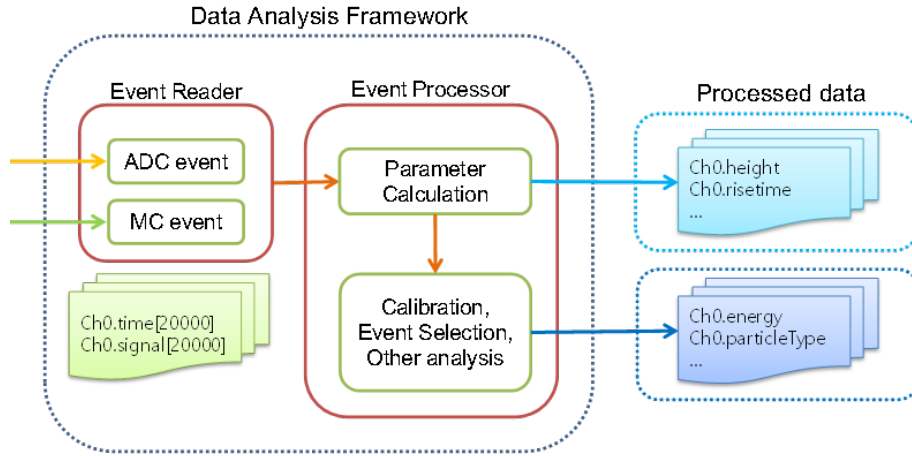 Data Analysis Framework
Event Reader
ADC event
MC event
Ch0.time[20000]
Ch0.signal[20000]
Event Processor
Parameter
Calculation
Calibration,
Event Selection,
Other analysis
Processed data
Ch0.height
Ch0.risetime
...
Ch0.energy
Ch0.particleType
...